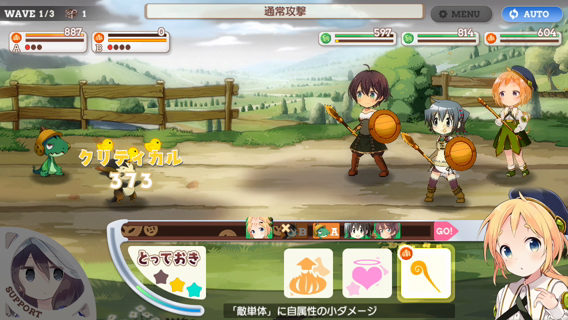 WAVE 1/3 1
通常攻撃
MENU
AUTO
887
0
597
814
604
A
B
クリティカル
373
B
A
GO!
とっておき
SUPPORT
「敵単体」に自属性の小ダメージ